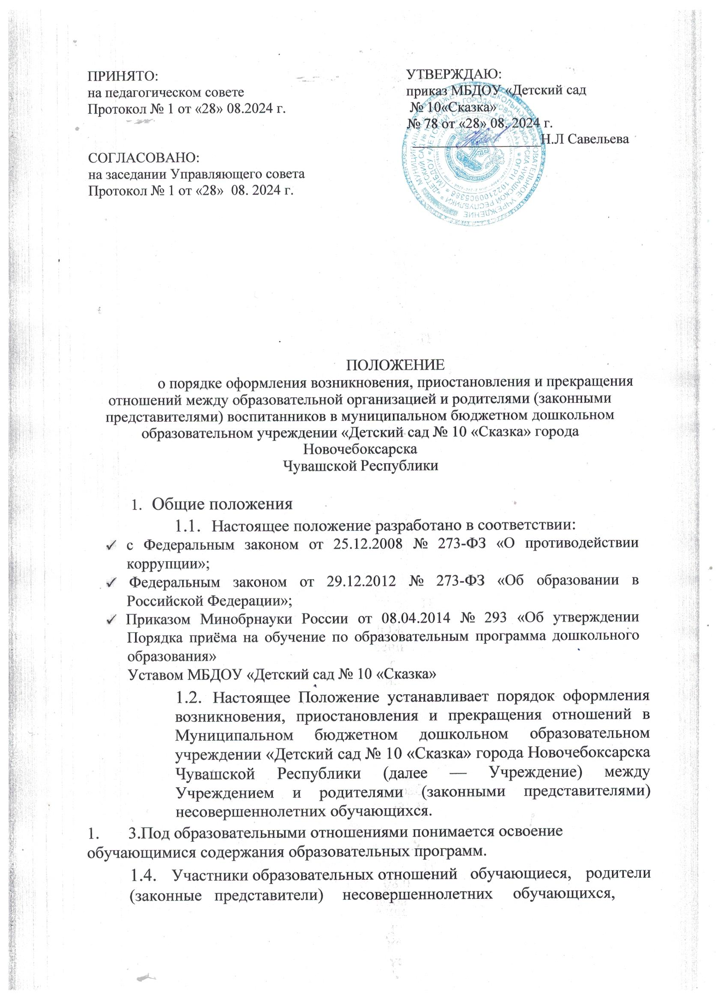 ПРИНЯТО:
на педагогическом совете
Протокол № 1 от «28» 08.2024 г.
СОГЛАСОВАНО:
на заседании Управляющего совета
Протокол № 1 от «28»  08. 2024 г.
УТВЕРЖДАЮ:
приказ МБДОУ «Детский сад
№ 10«Сказка»
№ 78 от «28» 08. 2024 г.
Н.Л Савельева
ПОЛОЖЕНИЕ
о порядке оформления возникновения, приостановления и прекращения
отношений между образовательной организацией и родителями (законными
представителями) воспитанников в муниципальном бюджетном дошкольном
образовательном учреждении «Детский сад № 10 «Сказка» города
Новочебоксарска
Чувашской Республики
1. Общие положения
1.1. Настоящее положение разработано в соответствии:
✓ с Федеральным законом от 25.12.2008 № 273-ФЗ «О противодействии
коррупции»;
✓ Федеральным законом от 29.12.2012 № 273-ФЗ «Об образовании в
Российской Федерации»;
✓ Приказом Минобрнауки России от 08.04.2014 № 293 «Об утверждении
Порядка приёма на обучение по образовательным программа дошкольного
образования»
Уставом МБДОУ «Детский сад № 10 «Сказка»
1.2. Настоящее Положение устанавливает порядок оформления
возникновения, приостановления и прекращения отношений в
Муниципальном бюджетном дошкольном образовательном
учреждении «Детский сад № 10 «Сказка» города Новочебоксарска
Чувашской Республики (далее — Учреждение) между
Учреждением и родителями (законными представителями)
несовершеннолетних обучающихся.
1. 3.Под образовательными отношениями понимается освоение
обучающимися содержания образовательных программ.
1.4. Участники образовательных отношений обучающиеся, родители
(законные представители) несовершеннолетних обучающихся,